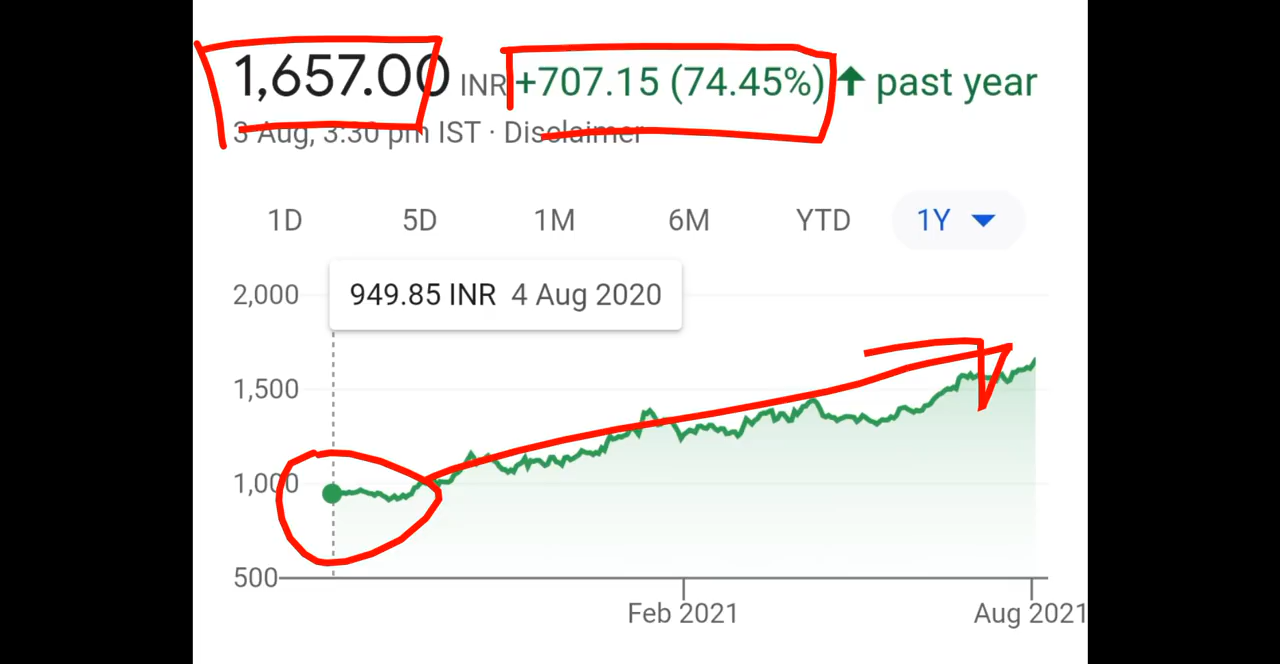 1,657.00 INR +707.15 (74.45%) ↑ past year
3 Aug, 3:30 pm IST · Disclaimer
1D 5D 1M 6M YTD 1Y
949.85 INR 4 Aug 2020
2,000
1,500
1,000
500
Feb 2021 Aug 2021